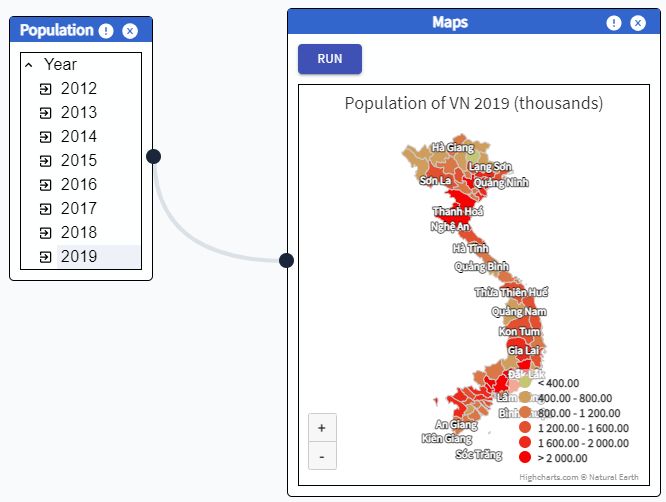 Population
Year
2012
2013
2014
2015
2016
2017
2018
2019
Maps
RUN
Population of VN 2019 (thousands)
Hà Giang
Lạng Sơn
Sơn La
Quảng Ninh
Thanh Hoá
Nghệ An
Hà Tĩnh
Quảng Bình
Thừa Thiên Huế
Quảng Nam
Kon Tum
Gia Lai
Đắk Lắk
< 400.00
400.00 - 800.00
800.00 - 1 200.00
1 200.00 - 1 600.00
1 600.00 - 2 000.00
> 2 000.00
An Giang
Kiên Giang
Sóc Trăng
+
-
Highcharts.com © Natural Earth